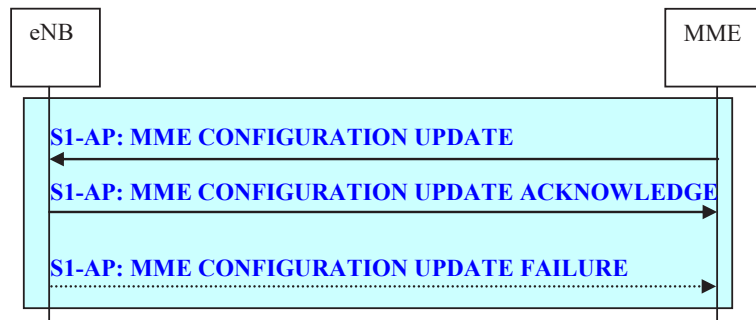 eNB
MME
S1-AP: MME CONFIGURATION UPDATE
S1-AP: MME CONFIGURATION UPDATE ACKNOWLEDGE
S1-AP: MME CONFIGURATION UPDATE FAILURE